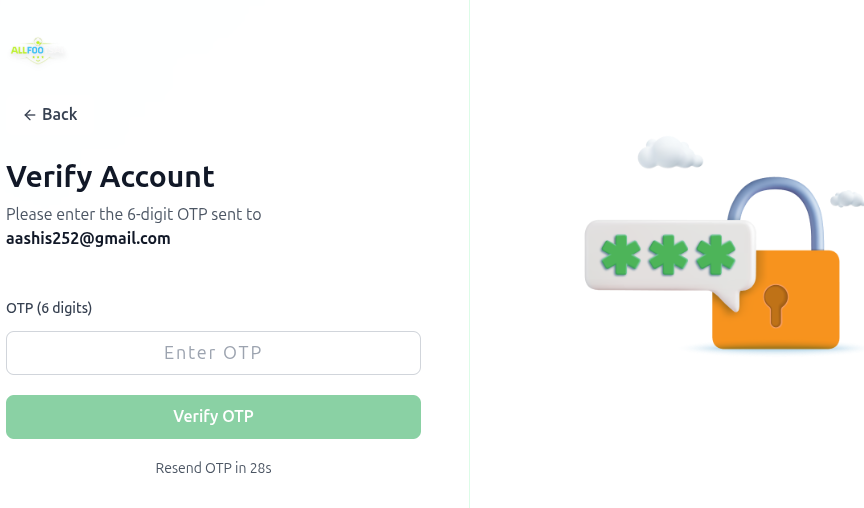 ALLFOO
Back
Verify Account
Please enter the 6-digit OTP sent to
aashis252@gmail.com
OTP (6 digits)
Enter OTP
Verify OTP
Resend OTP in 28s